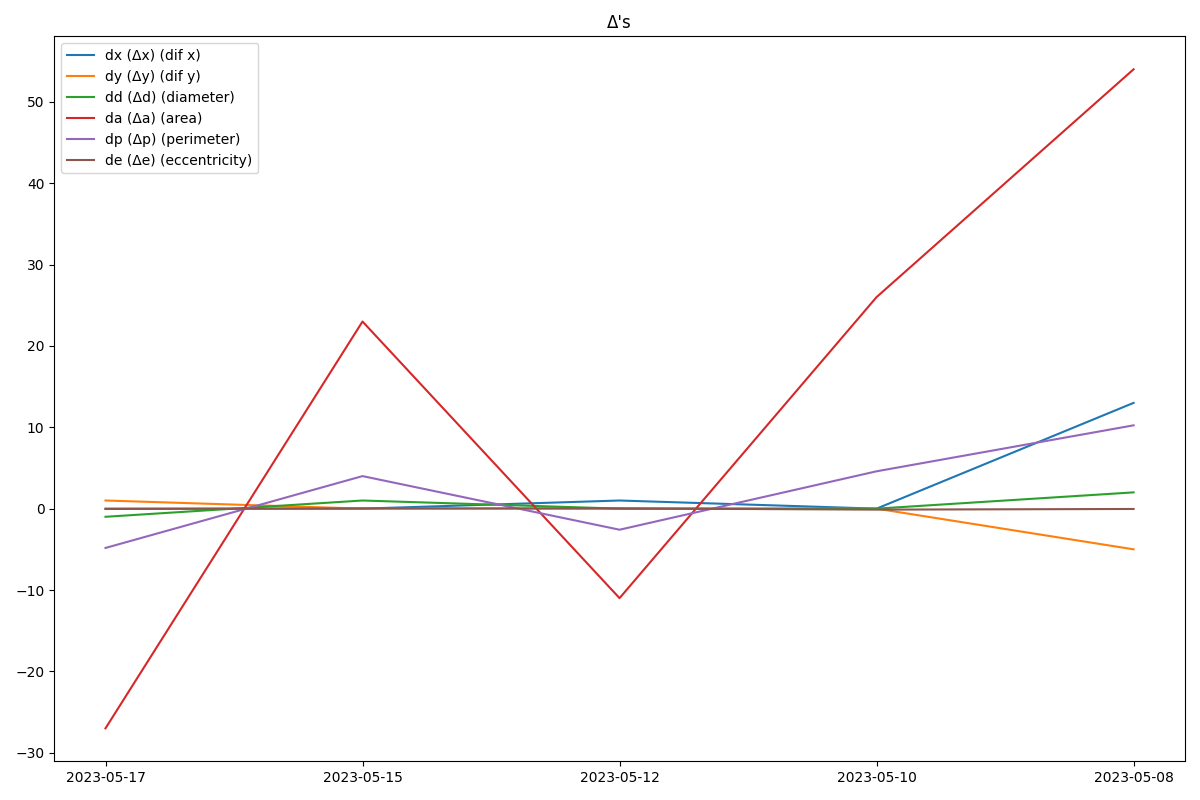 Δ's
dx (Δx) (dif x)
dy (Δy) (dif y)
dd (Δd) (diameter)
da (Δa) (area)
dp (Δp) (perimeter)
de (Δe) (eccentricity)
50
40
30
20
10
0
−10
−20
−30
2023-05-17 2023-05-15 2023-05-12 2023-05-10 2023-05-08